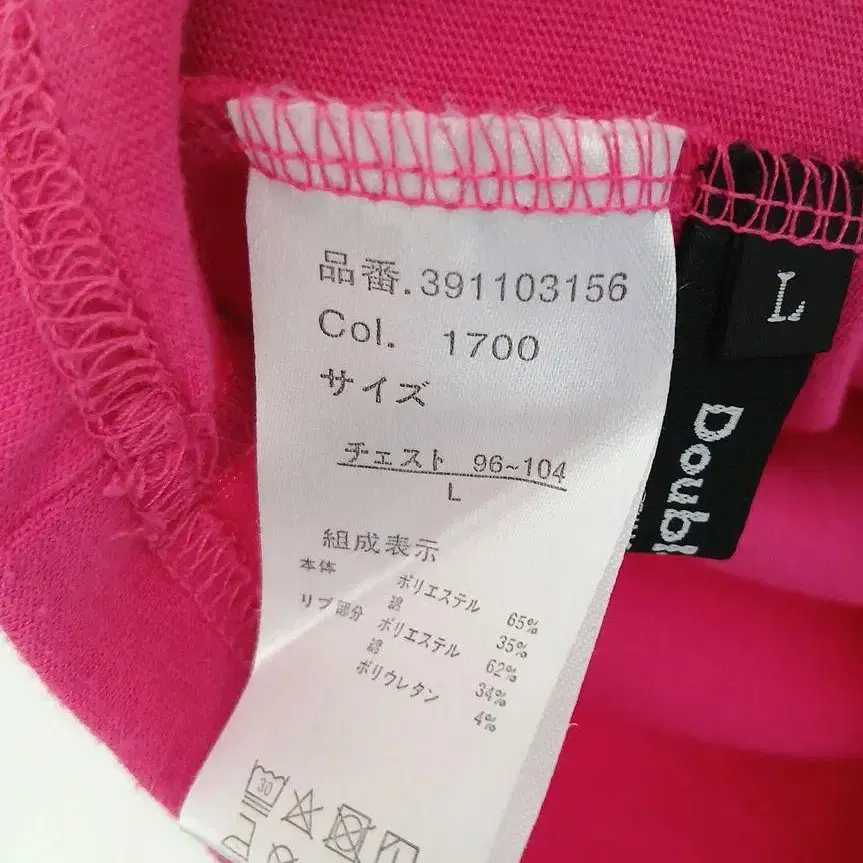 品番.391103156
Col. 1700
サイズ
チェスト 96~104
L
組成表示
本体 ポリエステル 65%
綿 35%
リブ部分 ポリエステル 62%
綿 34%
ポリウレタン 4%
30
L
Doubl